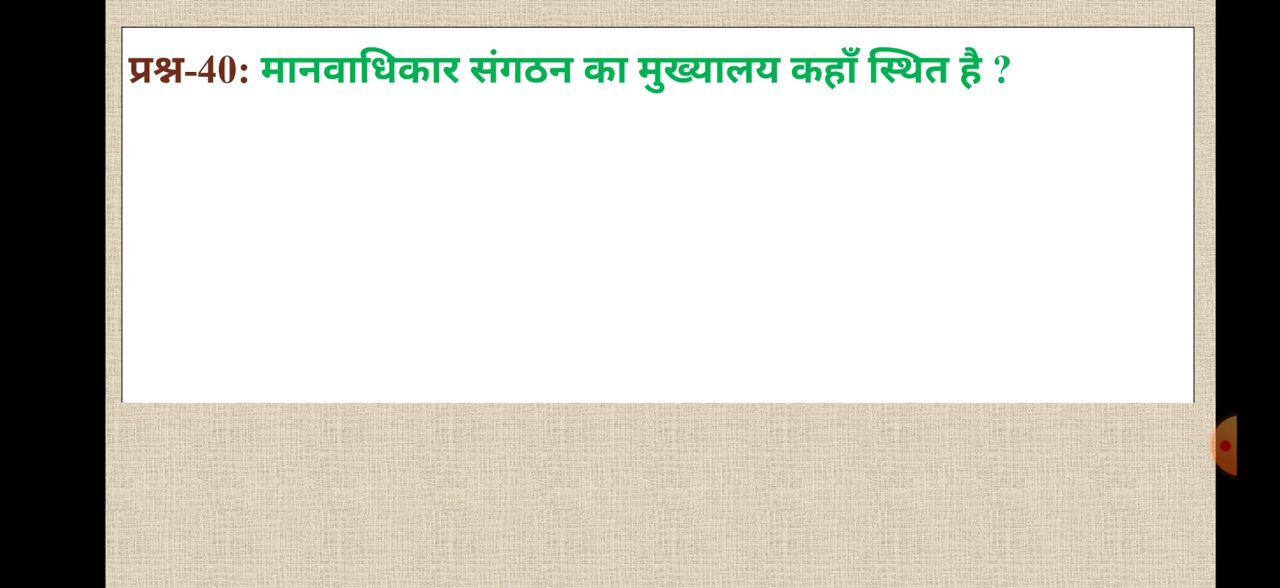 प्रश्न-40: मानवाधिकार संगठन का मुख्यालय कहाँ स्थित है ?